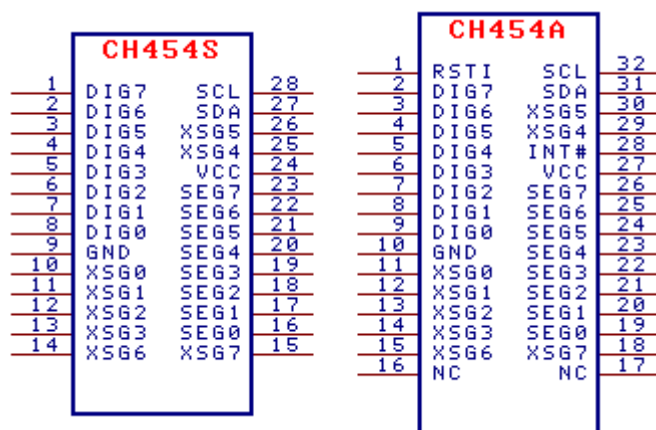 CH454S
1 DIG7 SCL 28
2 DIG6 SDA 27
3 DIG5 XSG5 26
4 DIG4 XSG4 25
5 DIG3 VCC 24
6 DIG2 SEG7 23
7 DIG1 SEG6 22
8 DIG0 SEG5 21
9 GND SEG4 20
10 XSG0 SEG3 19
11 XSG1 SEG2 18
12 XSG2 SEG1 17
13 XSG3 SEG0 16
14 XSG6 XSG7 15
CH454A
1 RSTI SCL 32
2 DIG7 SDA 31
3 DIG6 XSG5 30
4 DIG5 XSG4 29
5 DIG4 INT# 28
6 DIG3 VCC 27
7 DIG2 SEG7 26
8 DIG1 SEG6 25
9 DIG0 SEG5 24
10 GND SEG4 23
11 XSG0 SEG3 22
12 XSG1 SEG2 21
13 XSG2 SEG1 20
14 XSG3 SEG0 19
15 XSG6 XSG7 18
16 NC NC 17